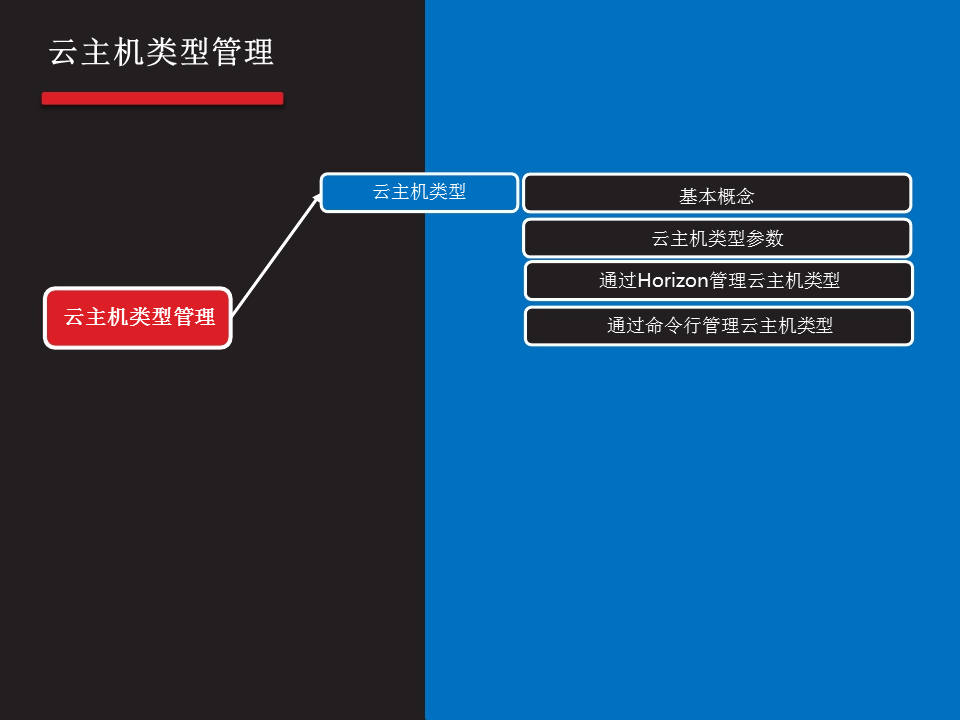 云主机类型管理
云主机类型
基本概念
云主机类型参数
通过Horizon管理云主机类型
云主机类型管理
通过命令行管理云主机类型